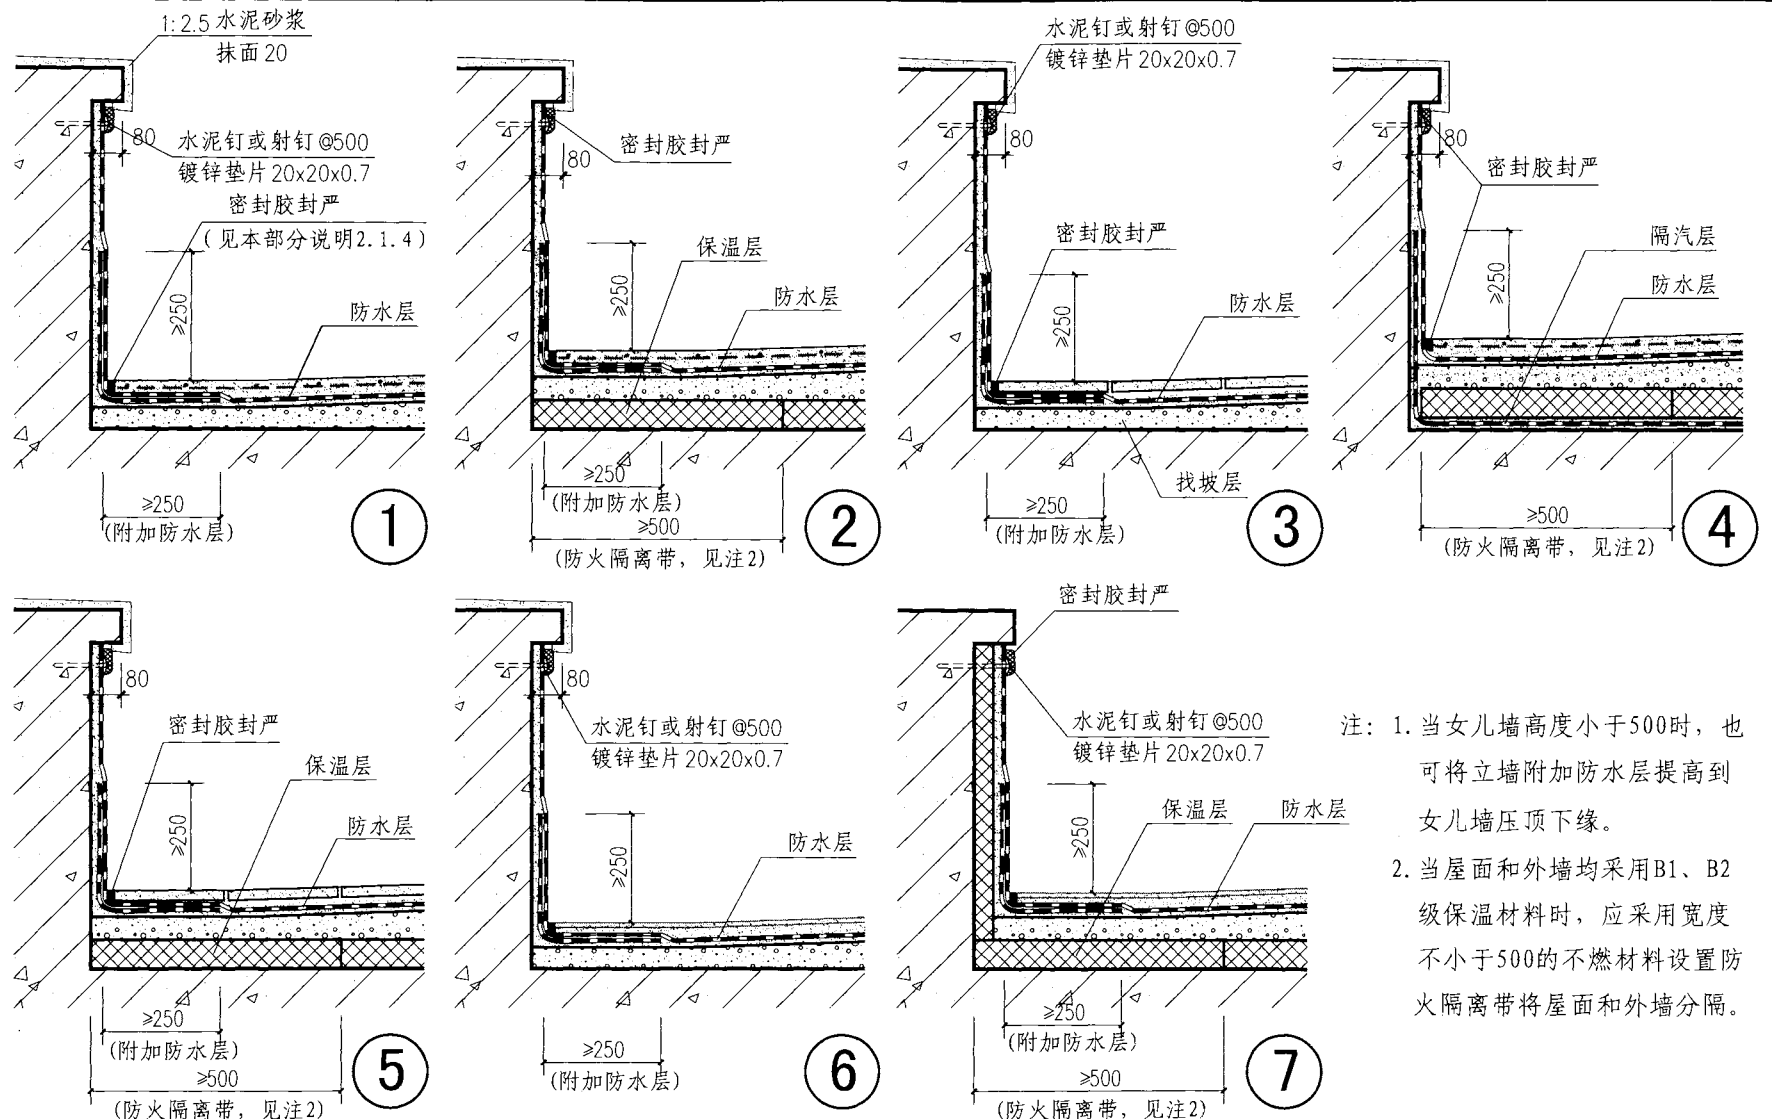 1:2.5 水泥砂浆
抹面 20
80
水泥钉或射钉 @500
镀锌垫片 20x20x0.7
密封胶封严
(见本部分说明2.1.4)
≥250
防水层
≥250
(附加防水层)
1
密封胶封严
80
保温层
≥250
防水层
≥250
(附加防水层)
≥500
(防火隔离带，见注2)
2
水泥钉或射钉 @500
镀锌垫片 20x20x0.7
80
密封胶封严
≥250
防水层
找坡层
≥250
(附加防水层)
3
80
密封胶封严
隔汽层
≥250
防水层
≥500
(防火隔离带，见注2)
4
80
密封胶封严
保温层
≥250
防水层
≥250
(附加防水层)
≥500
(防火隔离带，见注2)
5
80
水泥钉或射钉 @500
镀锌垫片 20x20x0.7
≥250
防水层
≥250
(附加防水层)
6
密封胶封严
水泥钉或射钉 @500
镀锌垫片 20x20x0.7
保温层
防水层
≥250
≥250
(附加防水层)
≥500
(防火隔离带，见注2)
7
注：1. 当女儿墙高度小于500时，也
可将立墙附加防水层提高到
女儿墙压顶下缘。
2. 当屋面和外墙均采用B1、B2
级保温材料时，应采用宽度
不小于500的不燃材料设置防
火隔离带将屋面和外墙分隔。